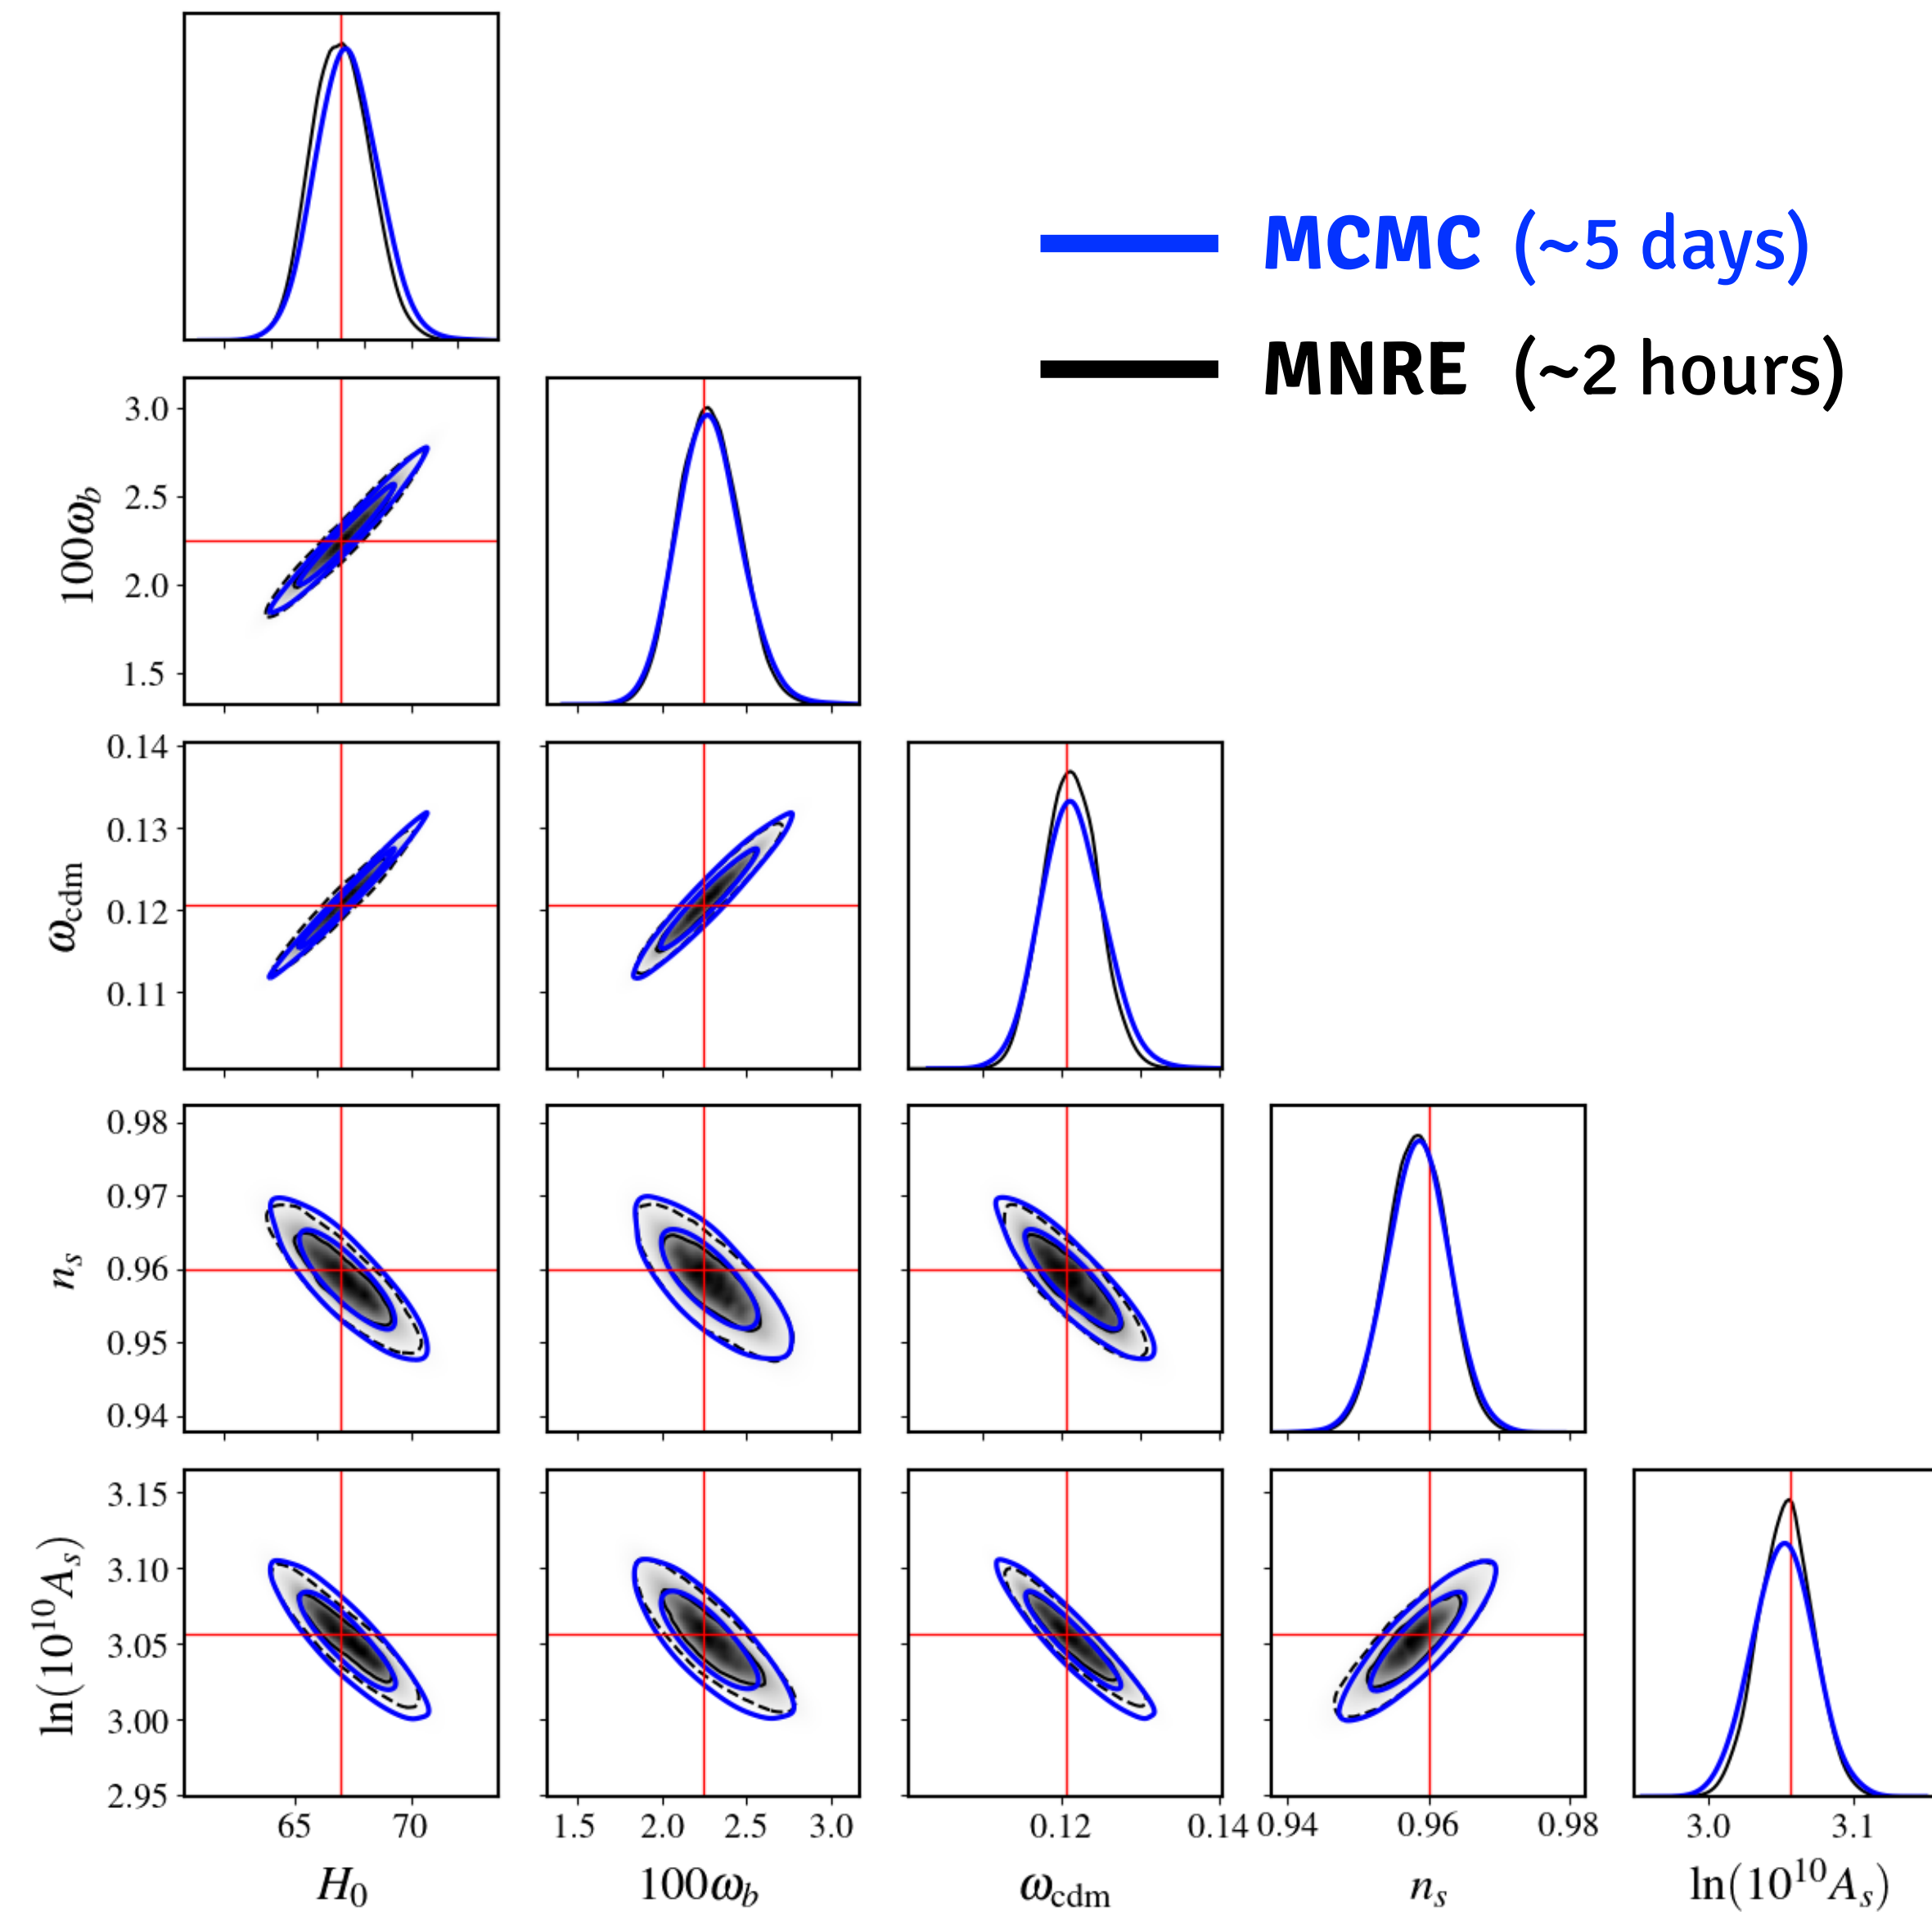 MCMC (~5 days)
MNRE (~2 hours)
3.0
2.5
2.0
1.5
100ω_b
0.14
0.13
0.12
0.11
ω_cdm
0.98
0.97
0.96
0.95
0.94
n_s
3.15
3.10
3.05
3.00
2.95
ln(10^10 A_s)
65 70
1.5 2.0 2.5 3.0
0.12 0.14
0.94 0.96 0.98
3.0 3.1
H_0
100ω_b
ω_cdm
n_s
ln(10^10 A_s)